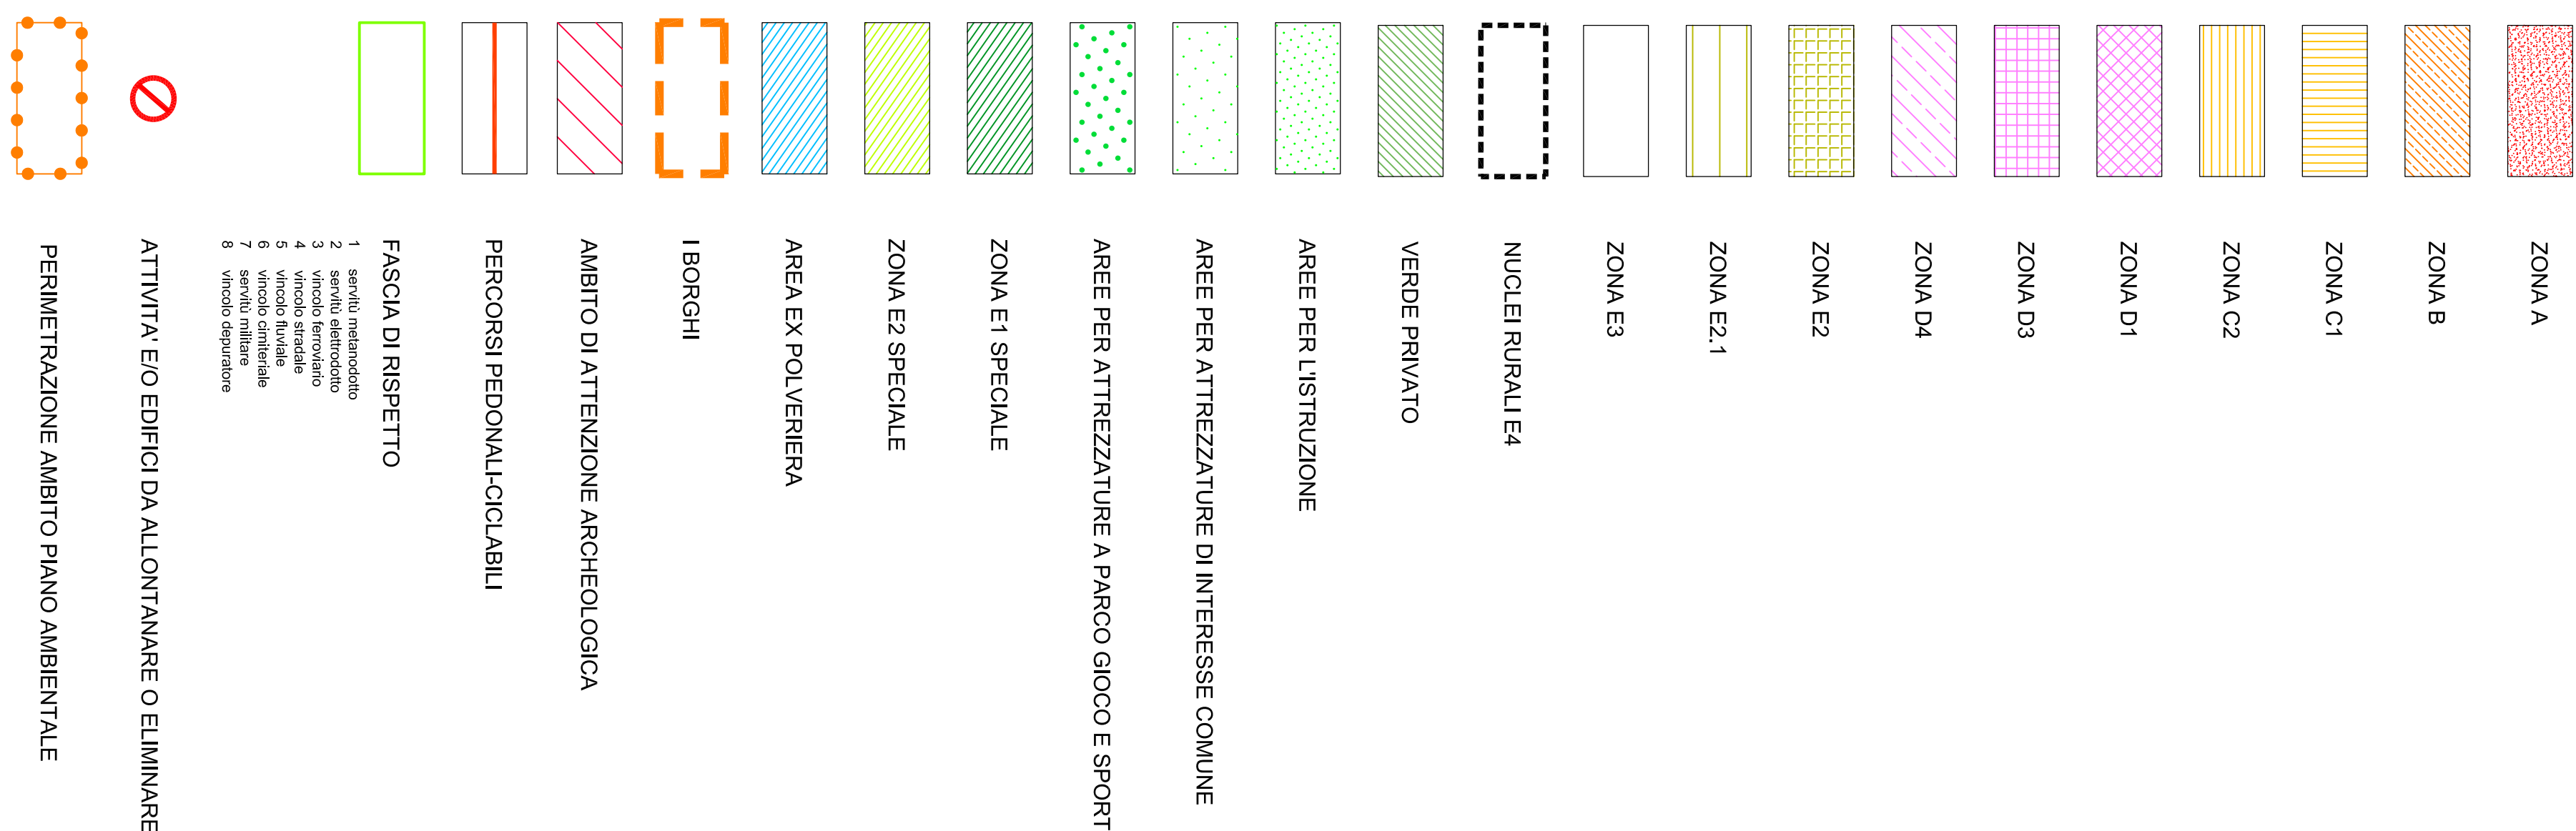 ZONA A
ZONA B
ZONA C1
ZONA C2
ZONA D1
ZONA D3
ZONA D4
ZONA E2
ZONA E2.1
ZONA E3
NUCLEI RURALI E4
VERDE PRIVATO
AREE PER L'ISTRUZIONE
AREE PER ATTREZZATURE DI INTERESSE COMUNE
AREE PER ATTREZZATURE A PARCO GIOCO E SPORT
ZONA E1 SPECIALE
ZONA E2 SPECIALE
AREA EX POLVERIERA
I BORGHI
AMBITO DI ATTENZIONE ARCHEOLOGICA
PERCORSI PEDONALI-CICLABILI
FASCIA DI RISPETTO
1 servitù metanodotto
2 servitù elettrodotto
3 vincolo ferroviario
4 vincolo stradale
5 vincolo fluviale
6 vincolo cimiteriale
7 servitù militare
8 vincolo depuratore
ATTIVITA' E/O EDIFICI DA ALLONTANARE O ELIMINARE
PERIMETRAZIONE AMBITO PIANO AMBIENTALE